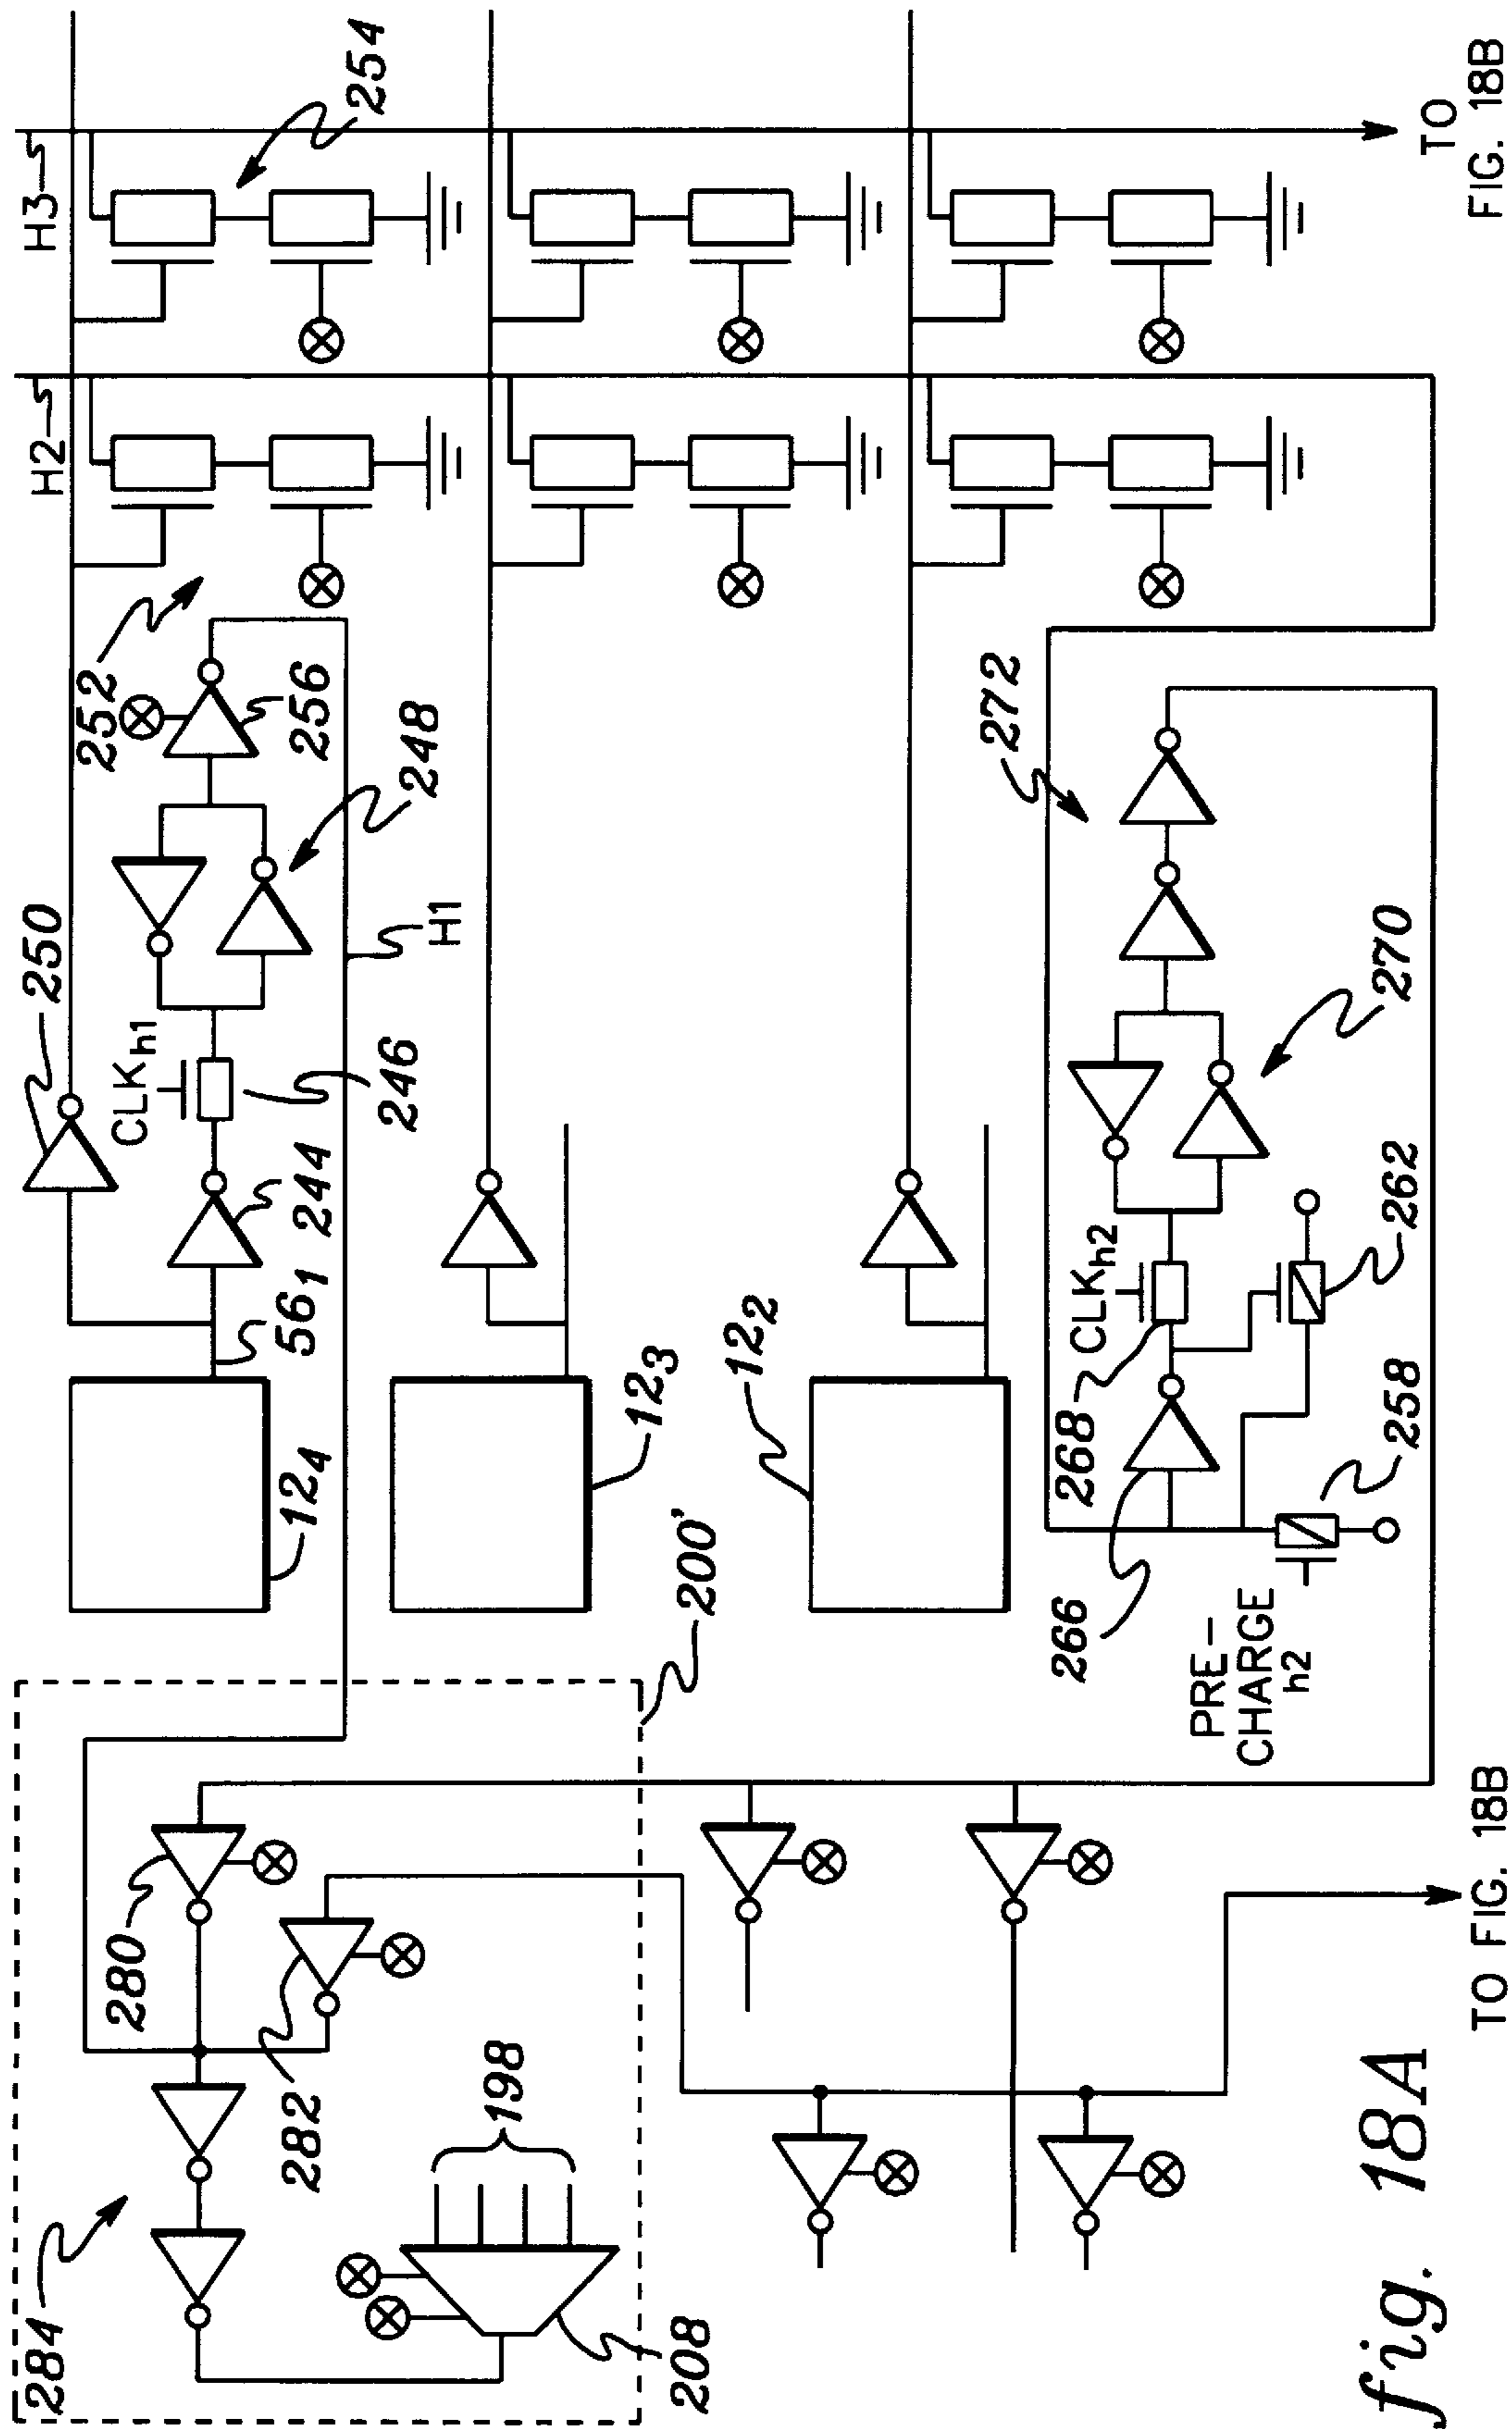 H3
254
H2
252
256
248
250
CLKh1
246
H1
244
56₁
12₄
12₃
12₂
272
270
CLKh2
262
268
258
266
PRE-
CHARGE
h2
200'
280
282
284
198
208
TO
FIG. 18B
TO FIG. 18B
fig. 18A